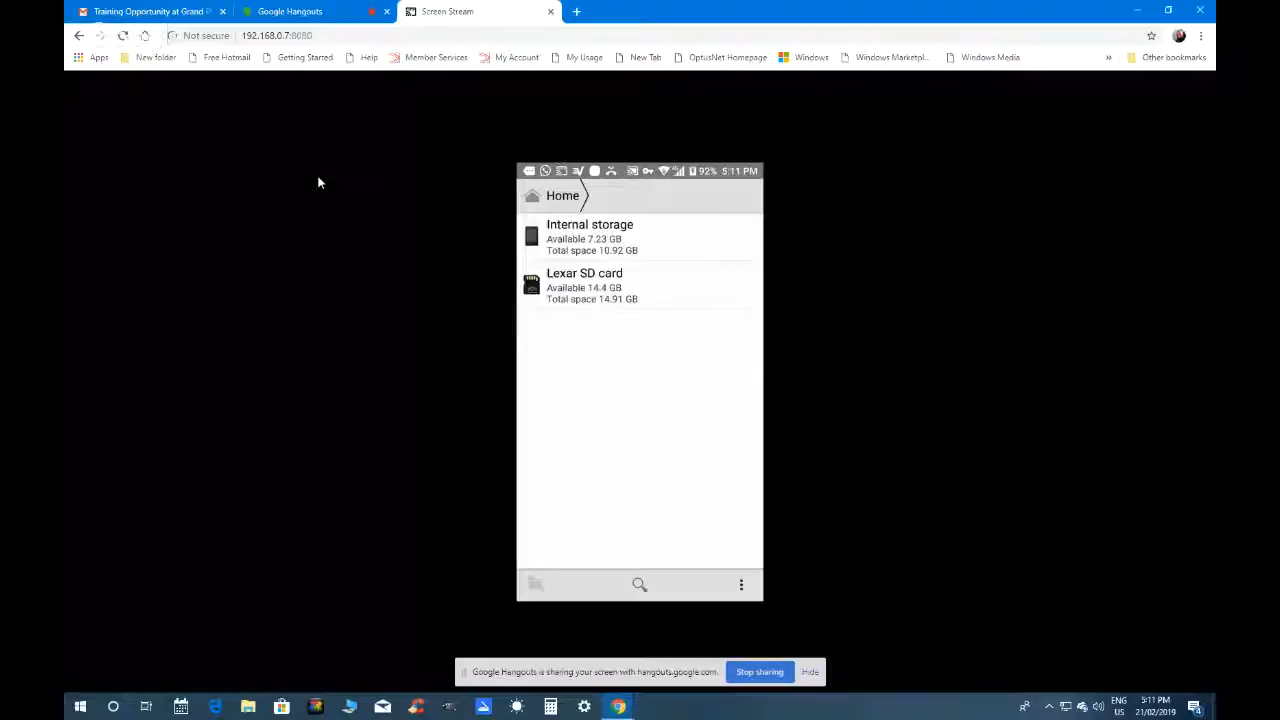 Training Opportunity at Grand P
Google Hangouts
Screen Stream
Not secure
192.168.0.7:8080
Apps
New folder
Free Hotmail
Getting Started
Help
Member Services
My Account
My Usage
New Tab
OptusNet Homepage
Windows
Windows Marketpl...
Windows Media
»
Other bookmarks
92% 5:11 PM
Home
Internal storage
Available 7.23 GB
Total space 10.92 GB
Lexar SD card
Available 14.4 GB
Total space 14.91 GB
Google Hangouts is sharing your screen with hangouts.google.com.
Stop sharing
Hide
ENG
US
5:11 PM
21/02/2019